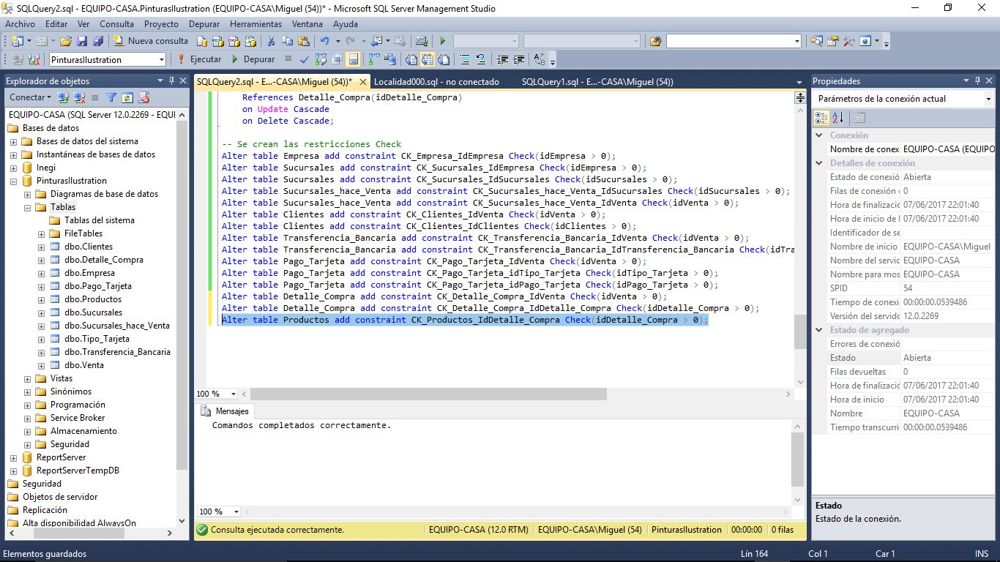 SQLQuery2.sql - EQUIPO-CASA.PinturasIlustration (EQUIPO-CASA\Miguel (54))* - Microsoft SQL Server Management Studio
Archivo Editar Ver Consulta Proyecto Depurar Herramientas Ventana Ayuda
Nueva consulta
PinturasIlustration Ejecutar Depurar
Explorador de objetos
Conectar
EQUIPO-CASA (SQL Server 12.0.2269 - EQUI
Bases de datos
Bases de datos del sistema
Instantáneas de bases de datos
Inegi
PinturasIlustration
Diagramas de base de datos
Tablas
Tablas del sistema
FileTables
dbo.Clientes
dbo.Detalle_Compra
dbo.Empresa
dbo.Pago_Tarjeta
dbo.Productos
dbo.Sucursales
dbo.Sucursales_hace_Venta
dbo.Tipo_Tarjeta
dbo.Transferencia_Bancaria
dbo.Venta
Vistas
Sinónimos
Programación
Service Broker
Almacenamiento
Seguridad
ReportServer
ReportServerTempDB
Seguridad
Objetos de servidor
Replicación
Alta disponibilidad AlwaysOn
SQLQuery2.sql - E...-CASA\Miguel (54))* Localidad000.sql - no conectado SQLQuery1.sql - E...-CASA\Miguel (54))
References Detalle_Compra(idDetalle_Compra)
on Update Cascade
on Delete Cascade;
-- Se crean las restricciones Check
Alter table Empresa add constraint CK_Empresa_IdEmpresa Check(idEmpresa > 0);
Alter table Sucursales add constraint CK_Sucursales_IdEmpresa Check(idEmpresa > 0);
Alter table Sucursales add constraint CK_Sucursales_IdSucursales Check(idSucursales > 0);
Alter table Sucursales_hace_Venta add constraint CK_Sucursales_hace_Venta_IdSucursales Check(idSucursales > 0);
Alter table Sucursales_hace_Venta add constraint CK_Sucursales_hace_Venta_IdVenta Check(idVenta > 0);
Alter table Clientes add constraint CK_Clientes_IdVenta Check(idVenta > 0);
Alter table Clientes add constraint CK_Clientes_IdClientes Check(idClientes > 0);
Alter table Transferencia_Bancaria add constraint CK_Transferencia_Bancaria_IdVenta Check(idVenta > 0);
Alter table Transferencia_Bancaria add constraint CK_Transferencia_Bancaria_IdTransferencia_Bancaria Check(idTra
Alter table Pago_Tarjeta add constraint CK_Pago_Tarjeta_IdVenta Check(idVenta > 0);
Alter table Pago_Tarjeta add constraint CK_Pago_Tarjeta_idTipo_Tarjeta Check(idTipo_Tarjeta > 0);
Alter table Pago_Tarjeta add constraint CK_Pago_Tarjeta_idPago_Tarjeta Check(idPago_Tarjeta > 0);
Alter table Detalle_Compra add constraint CK_Detalle_Compra_IdVenta Check(idVenta > 0);
Alter table Detalle_Compra add constraint CK_Detalle_Compra_IdDetalle_Compra Check(idDetalle_Compra > 0);
Alter table Productos add constraint CK_Productos_IdDetalle_Compra Check(idDetalle_Compra > 0);
100 %
Mensajes
Comandos completados correctamente.
100 %
Consulta ejecutada correctamente. EQUIPO-CASA (12.0 RTM) EQUIPO-CASA\Miguel (54) PinturasIlustration 00:00:00 0 filas
Propiedades
Parámetros de la conexión actual
Conexión
Nombre de conex EQUIPO-CASA (EQUIPO
Detalles de conexión
Estado de conexió Abierta
Filas de conexión 0
Hora de finalizació 07/06/2017 22:01:40
Hora de inicio de l 07/06/2017 22:01:40
Identificador de se
Nombre de inicio EQUIPO-CASA\Miguel
Nombre del servid EQUIPO-CASA
Nombre para mos EQUIPO-CASA
SPID 54
Tiempo de conexi 00:00:00.0539486
Versión del servido 12.0.2269
Estado de agregado
Errores de conexió
Estado Abierta
Filas devueltas 0
Hora de finalizació 07/06/2017 22:01:40
Hora de inicio 07/06/2017 22:01:40
Nombre EQUIPO-CASA
Tiempo transcurri 00:00:00.0539486
Estado
Estado de la conexión.
Elementos guardados Lín 164 Col 1 Car 1 INS